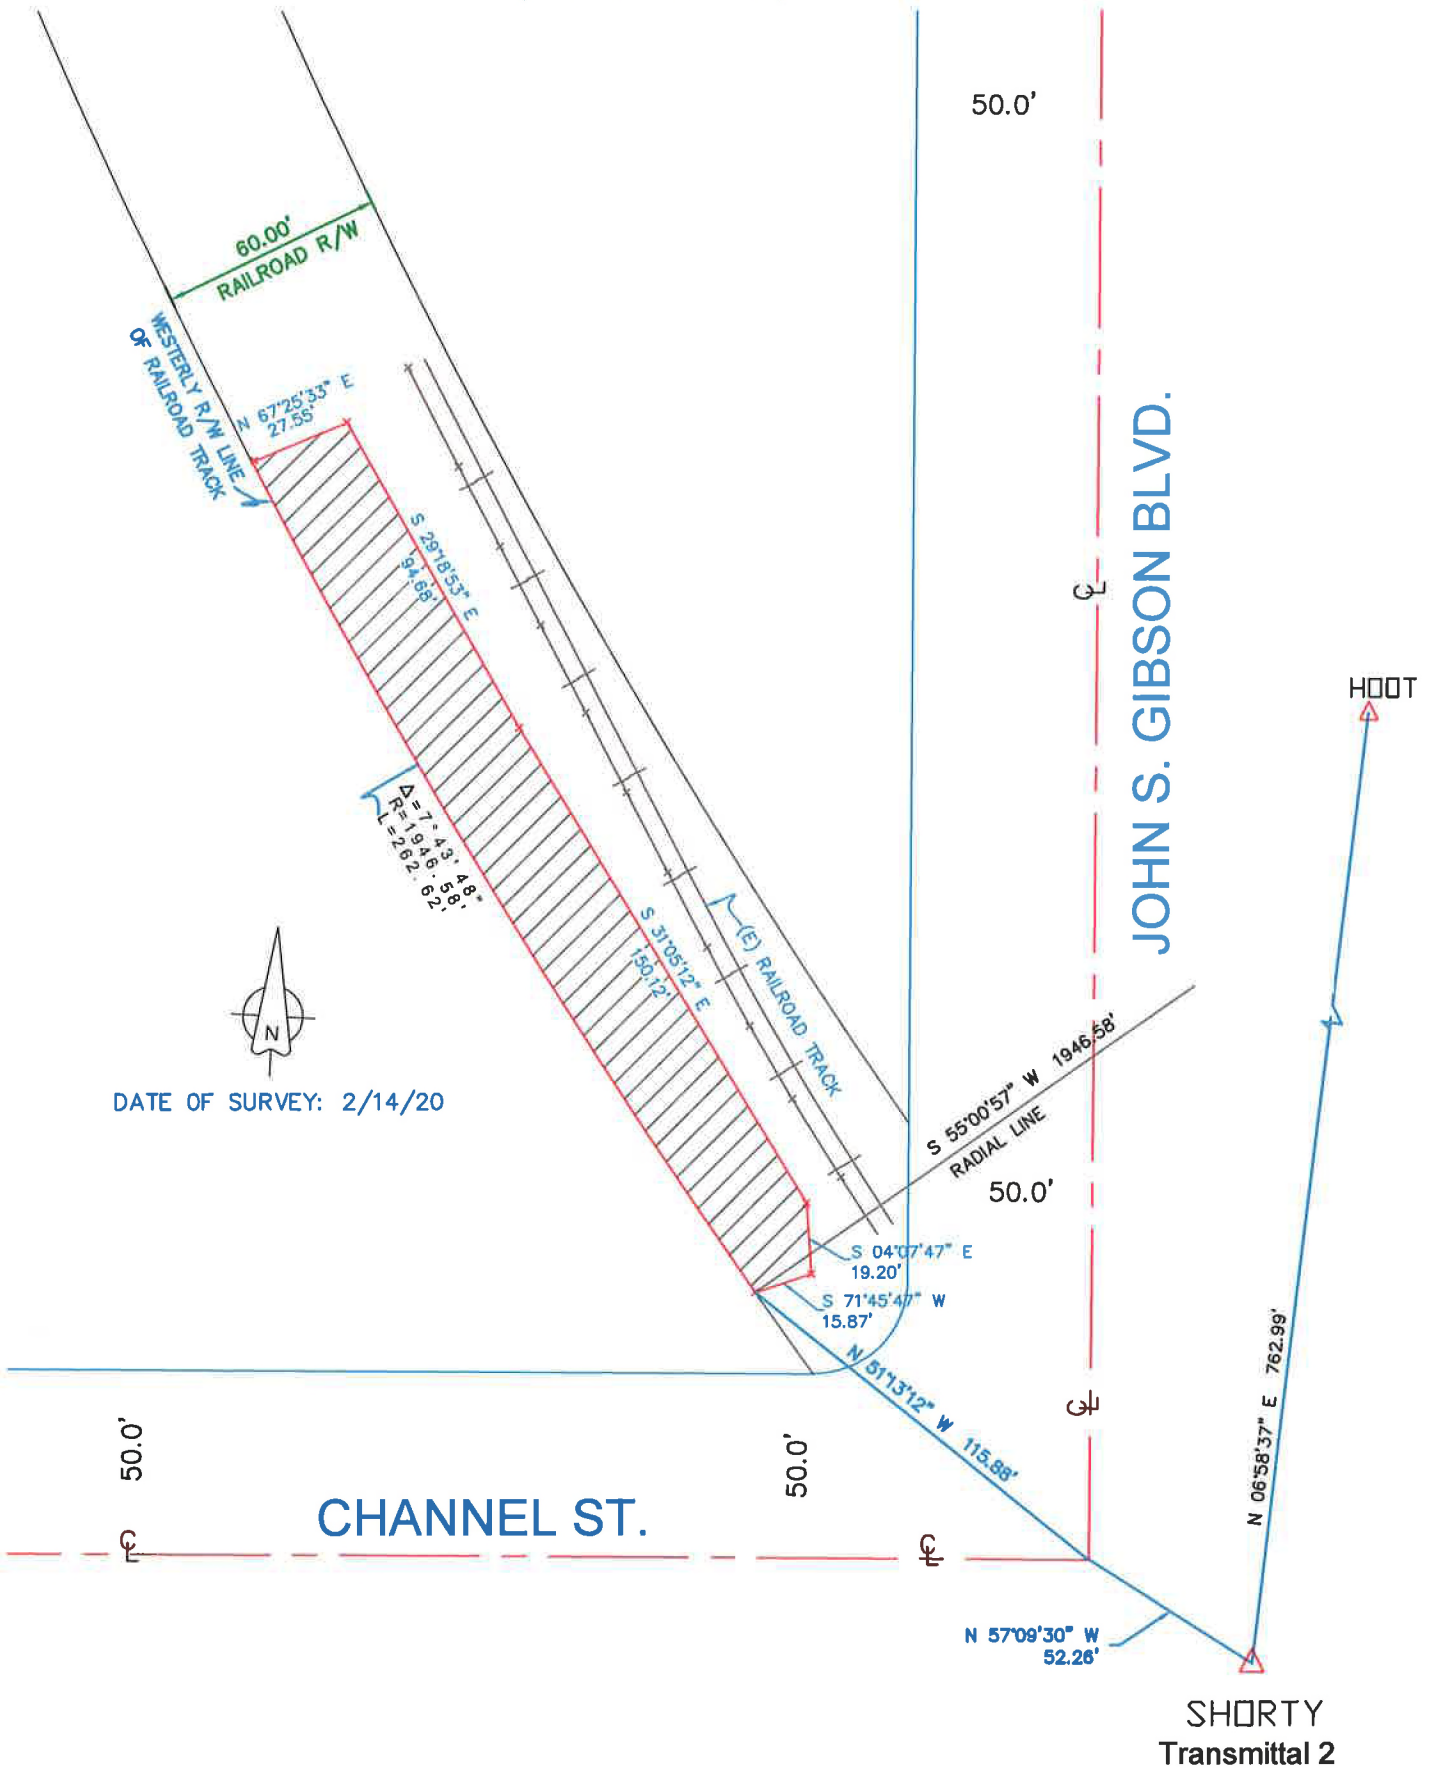 50.0'
60.00'
RAILROAD R/W
WESTERLY R/W LINE
OF RAILROAD TRACK
N 67°25'33" E
27.55'
S 29°18'53" E
94.68'
JOHN S. GIBSON BLVD.
CL
HOOT
Δ=7°43'48"
R=1946.58'
L=262.62'
S 31°05'12" E
150.12'
(E) RAILROAD TRACK
N
DATE OF SURVEY: 2/14/20
S 55°00'57" W 1946.58'
RADIAL LINE
50.0'
S 04°07'47" E
19.20'
S 71°45'47" W
15.87'
N 51°13'12" W 115.88'
N 06°58'37" E 762.99'
CL
50.0'
50.0'
CHANNEL ST.
CL
CL
N 57°09'30" W
52.26'
SHORTY
Transmittal 2